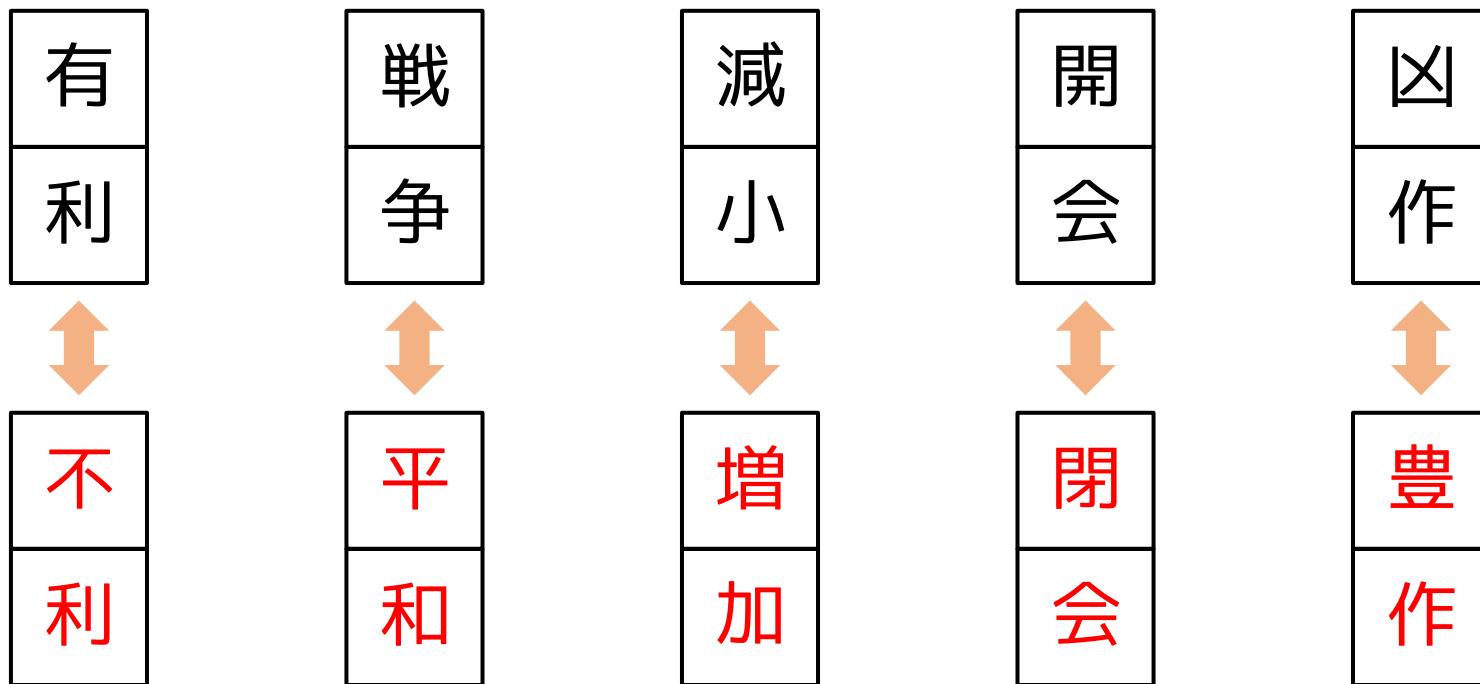 有利
不利
戦争
平和
減小
増加
開会
閉会
凶作
豊作